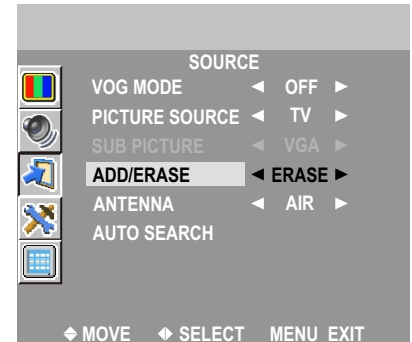 SOURCE
VOG MODE ◄ OFF ►
PICTURE SOURCE ◄ TV ►
SUB PICTURE ◄ VGA ►
ADD/ERASE ◄ ERASE ►
ANTENNA ◄ AIR ►
AUTO SEARCH
MOVE SELECT MENU EXIT